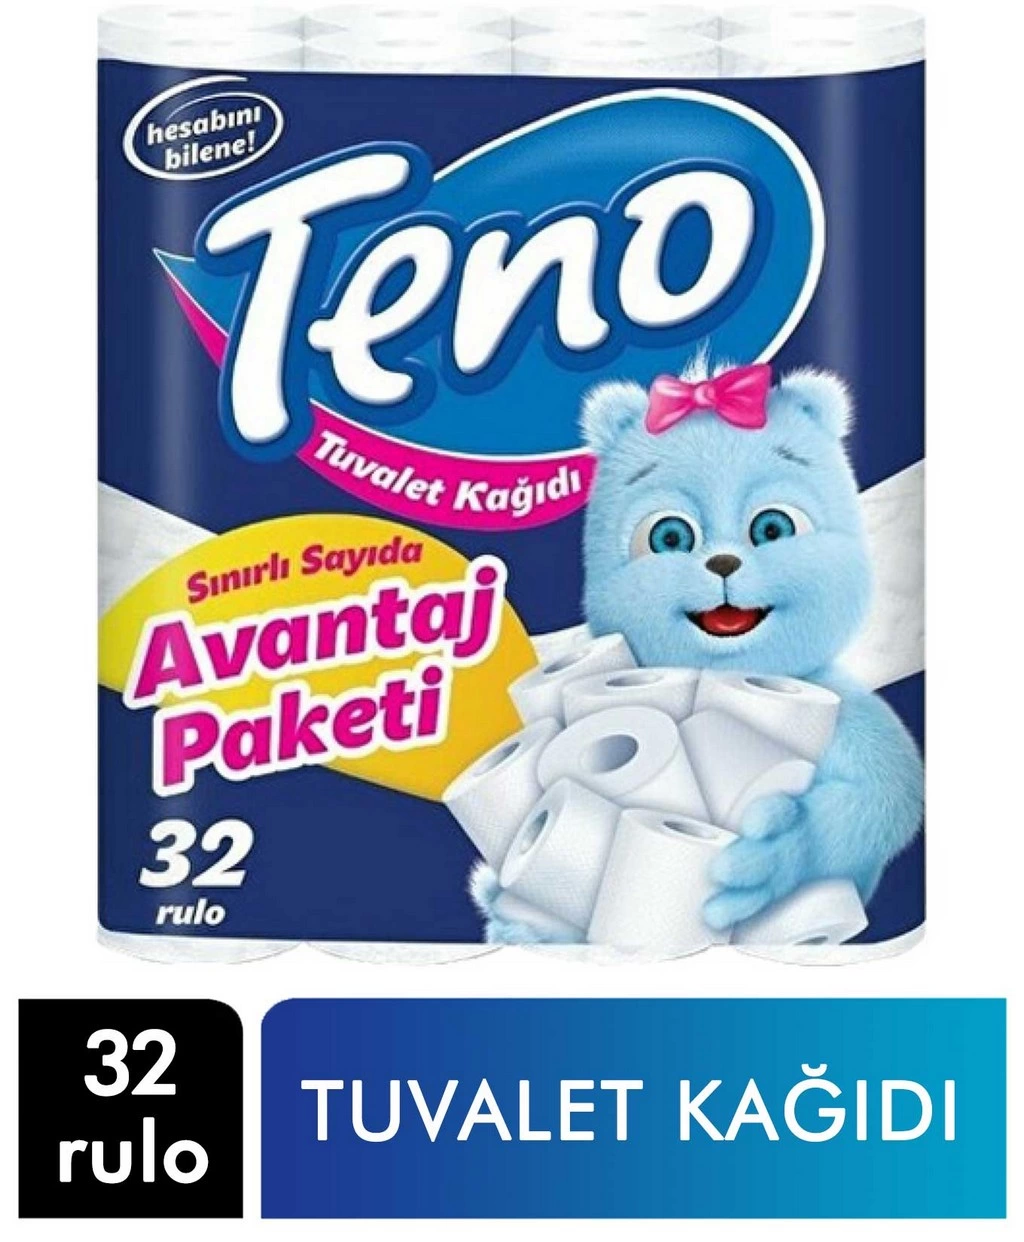 hesabını
bilene!
Teno
Tuvalet Kağıdı
Sınırlı Sayıda
Avantaj
Paketi
32
rulo
32
rulo
TUVALET KAĞIDI